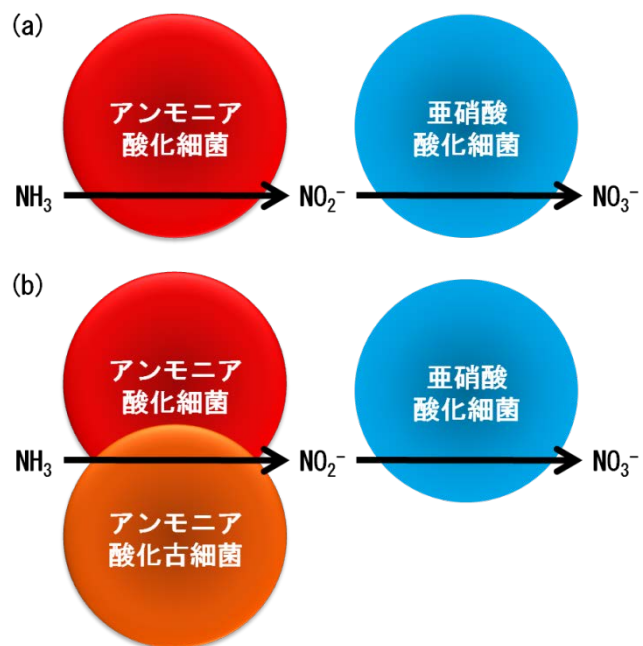 (a)
アンモニア
酸化細菌
亜硝酸
酸化細菌
NH₃ NO₂⁻ NO₃⁻
(b)
アンモニア
酸化細菌
亜硝酸
酸化細菌
NH₃ NO₂⁻ NO₃⁻
アンモニア
酸化古細菌